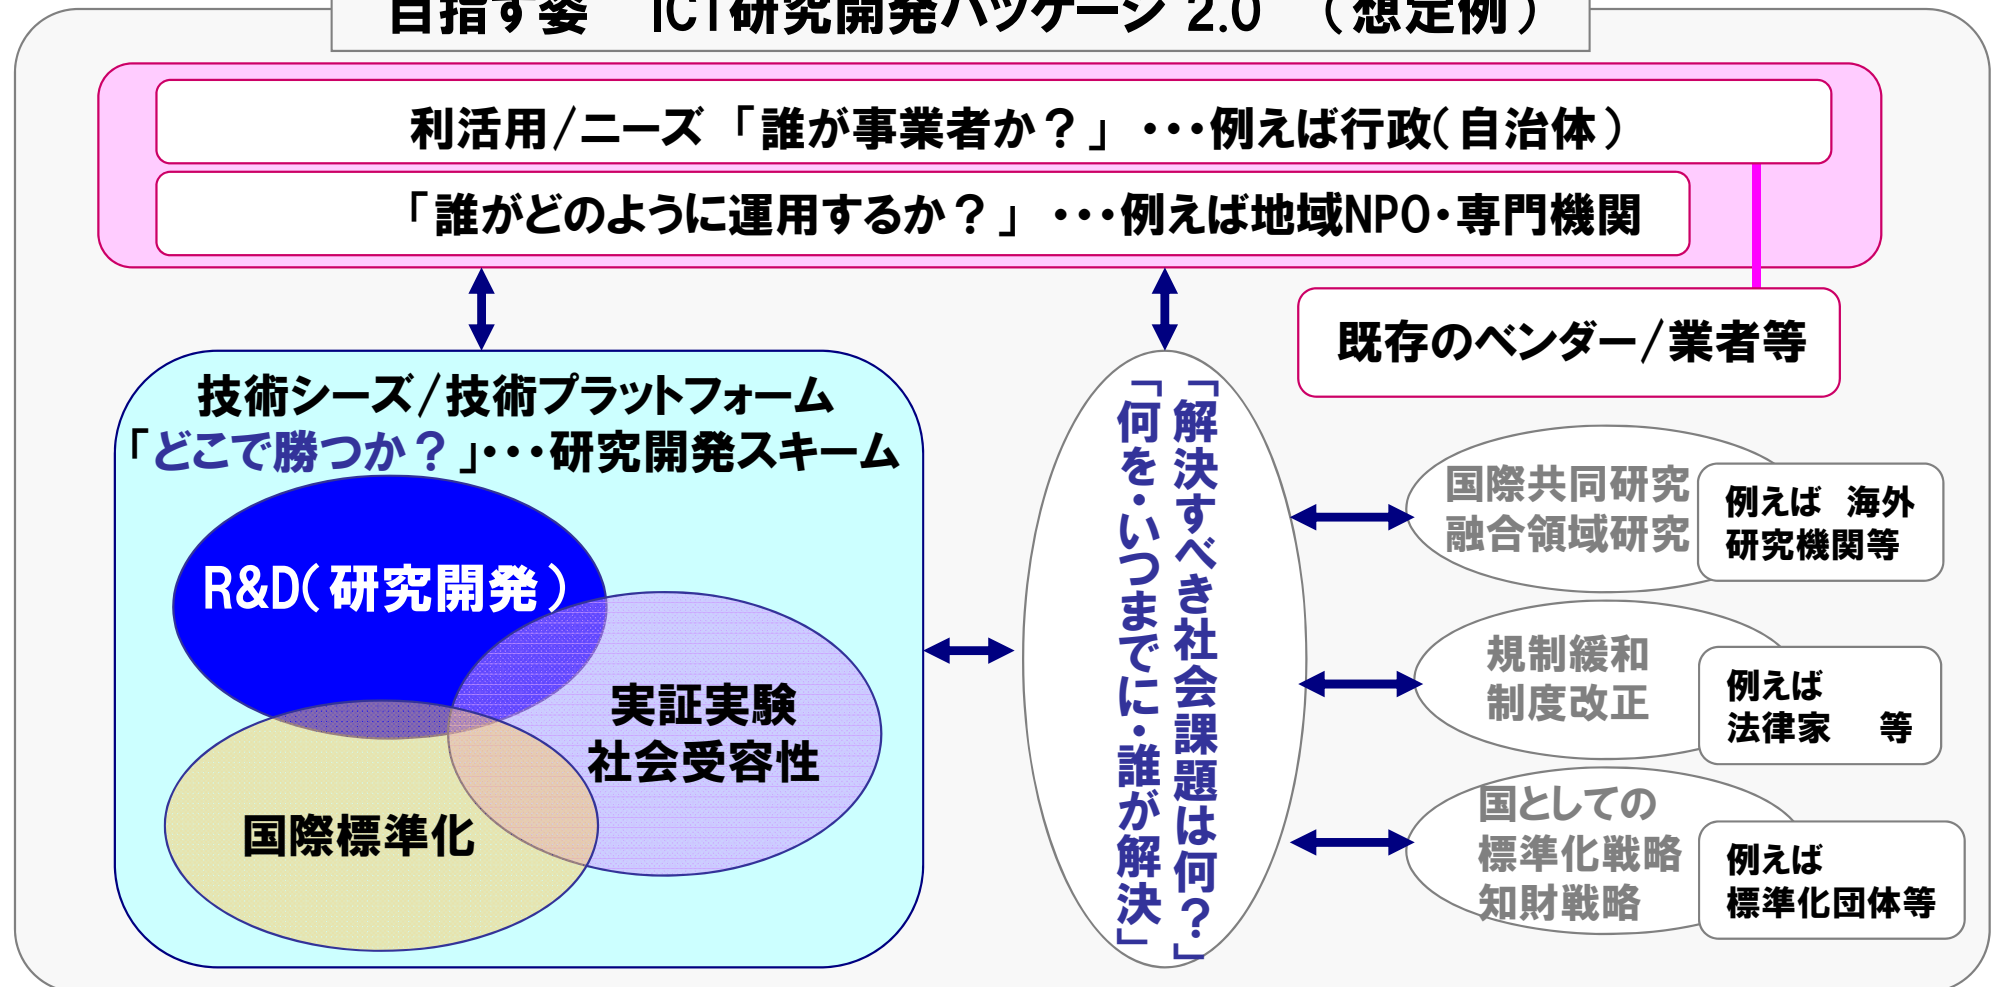 目指す姿　ICT研究開発パッケージ 2.0　（想定例）
利活用/ニーズ「誰が事業者か？」・・・例えば行政（自治体）
「誰がどのように運用するか？」・・・例えば地域NPO・専門機関
既存のベンダー/業者等
技術シーズ/技術プラットフォーム
「どこで勝つか？」・・・研究開発スキーム
R&D（研究開発）
実証実験
社会受容性
国際標準化
「解決すべき社会課題は何？」
「何を・いつまでに・誰が解決」
国際共同研究
融合領域研究
例えば　海外
研究機関等
規制緩和
制度改正
例えば
法律家　等
国としての
標準化戦略
知財戦略
例えば
標準化団体等